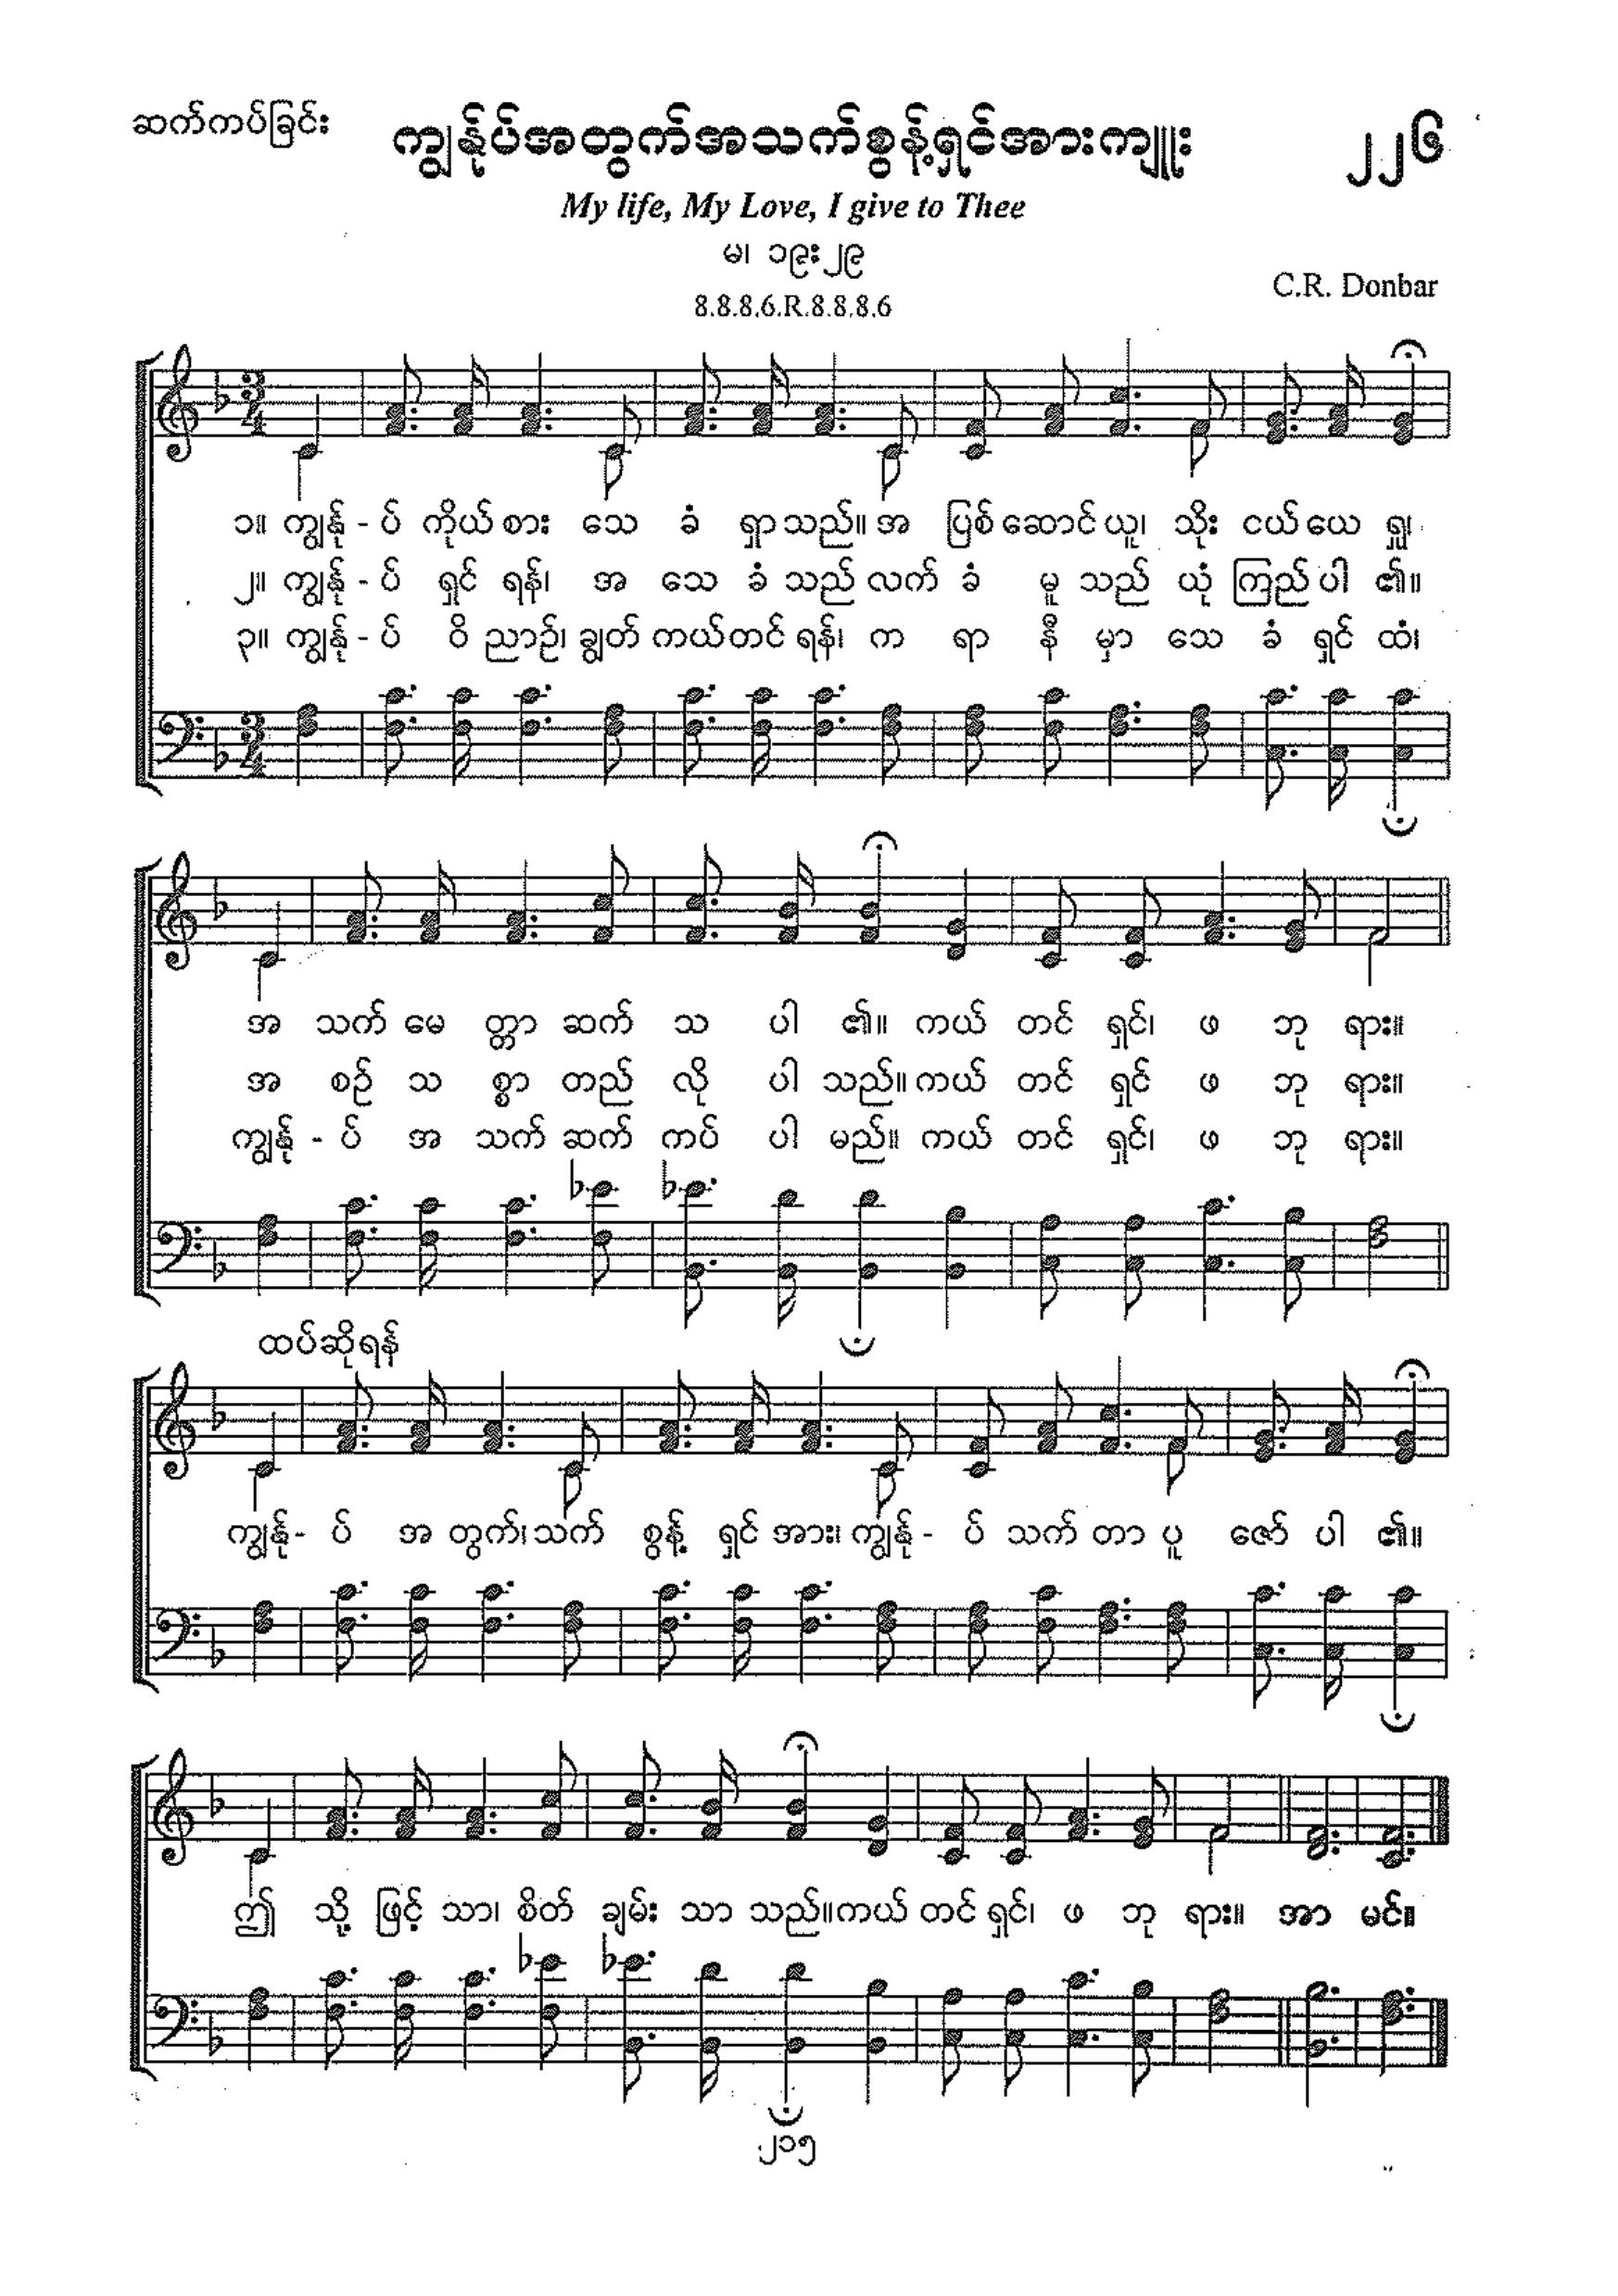 ဆက်ကပ်ခြင်း
ကျွန်ုပ်အတွက်အသက်စွန့်ရှင်အားကျူး
၂၂၆
My life, My Love, I give to Thee
မ၊ ၁၉း၂၉
C.R. Donbar
8.8.8.6.R.8.8.8.6
၁။ ကျွန်ု - ပ် ကိုယ် စား သေ ခံ ရှာ သည်။ အ ပြစ် ဆောင် ယူ၊ သိုး ငယ် ယေ ရှု၊
၂။ ကျွန်ု - ပ် ရှင် ရန်၊ အ သေ ခံ သည် လက် ခံ မူ သည် ယုံ ကြည် ပါ ၏။
၃။ ကျွန်ု - ပ် ဝိ ညာဉ်၊ ချွတ် ကယ် တင် ရန်၊ က ရာ နီ မှာ သေ ခံ ရှင် ထံ၊
အ သက် မေ တ္တာ ဆက် သ ပါ ၏။ ကယ် တင် ရှင်၊ ဖ ဘု ရား။
အ စဉ် သ စ္စာ တည် လို ပါ သည်။ ကယ် တင် ရှင် ဖ ဘု ရား။
ကျွန်ု - ပ် အ သက် ဆက် ကပ် ပါ မည်။ ကယ် တင် ရှင်၊ ဖ ဘု ရား။
ထပ်ဆိုရန်
ကျွန်ု- ပ် အ တွက်၊ သက် စွန့် ရှင် အား၊ ကျွန်ု - ပ် သက် တာ ပူ ဇော် ပါ ၏။
ဤ သို့ ဖြင့် သာ၊ စိတ် ချမ်း သာ သည်။ ကယ် တင် ရှင်၊ ဖ ဘု ရား။ အာ မင်။
၂၁၅